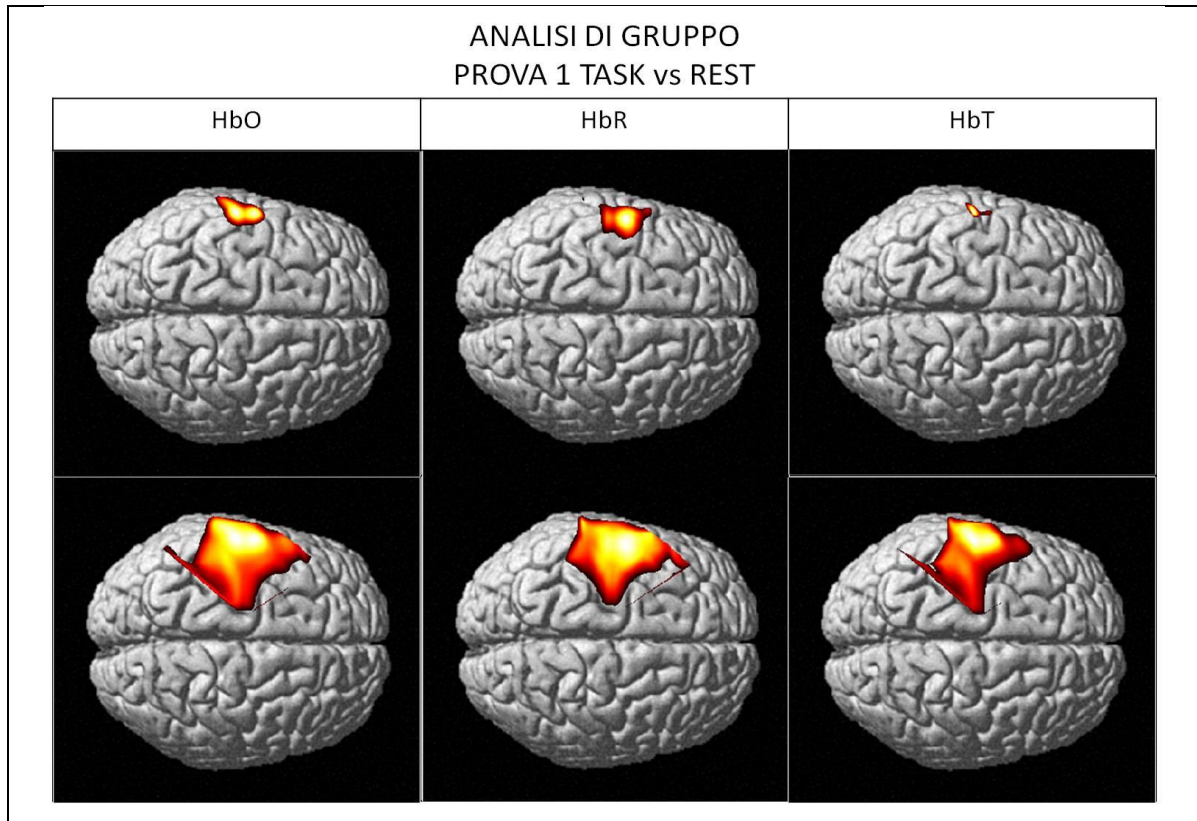 ANALISI DI GRUPPO
PROVA 1 TASK vs REST
HbO
HbR
HbT